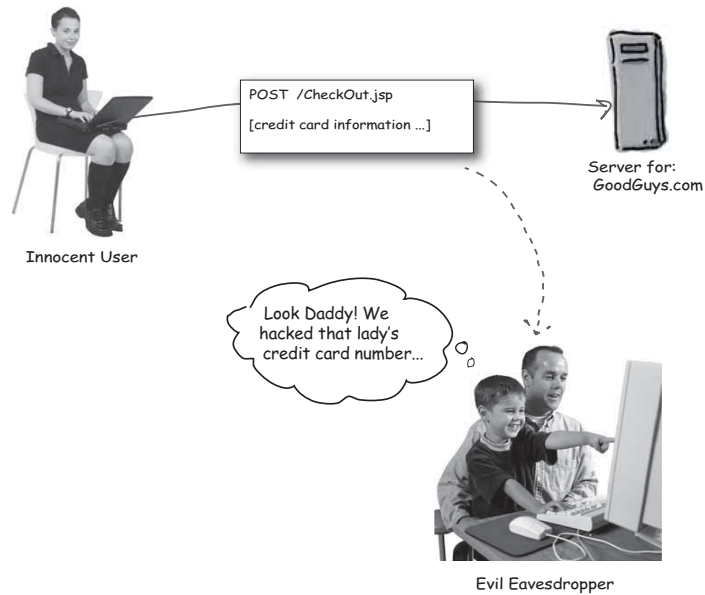 POST /CheckOut.jsp
[credit card information ...]
Server for:
GoodGuys.com
Innocent User
Look Daddy! We
hacked that lady's
credit card number...
Evil Eavesdropper